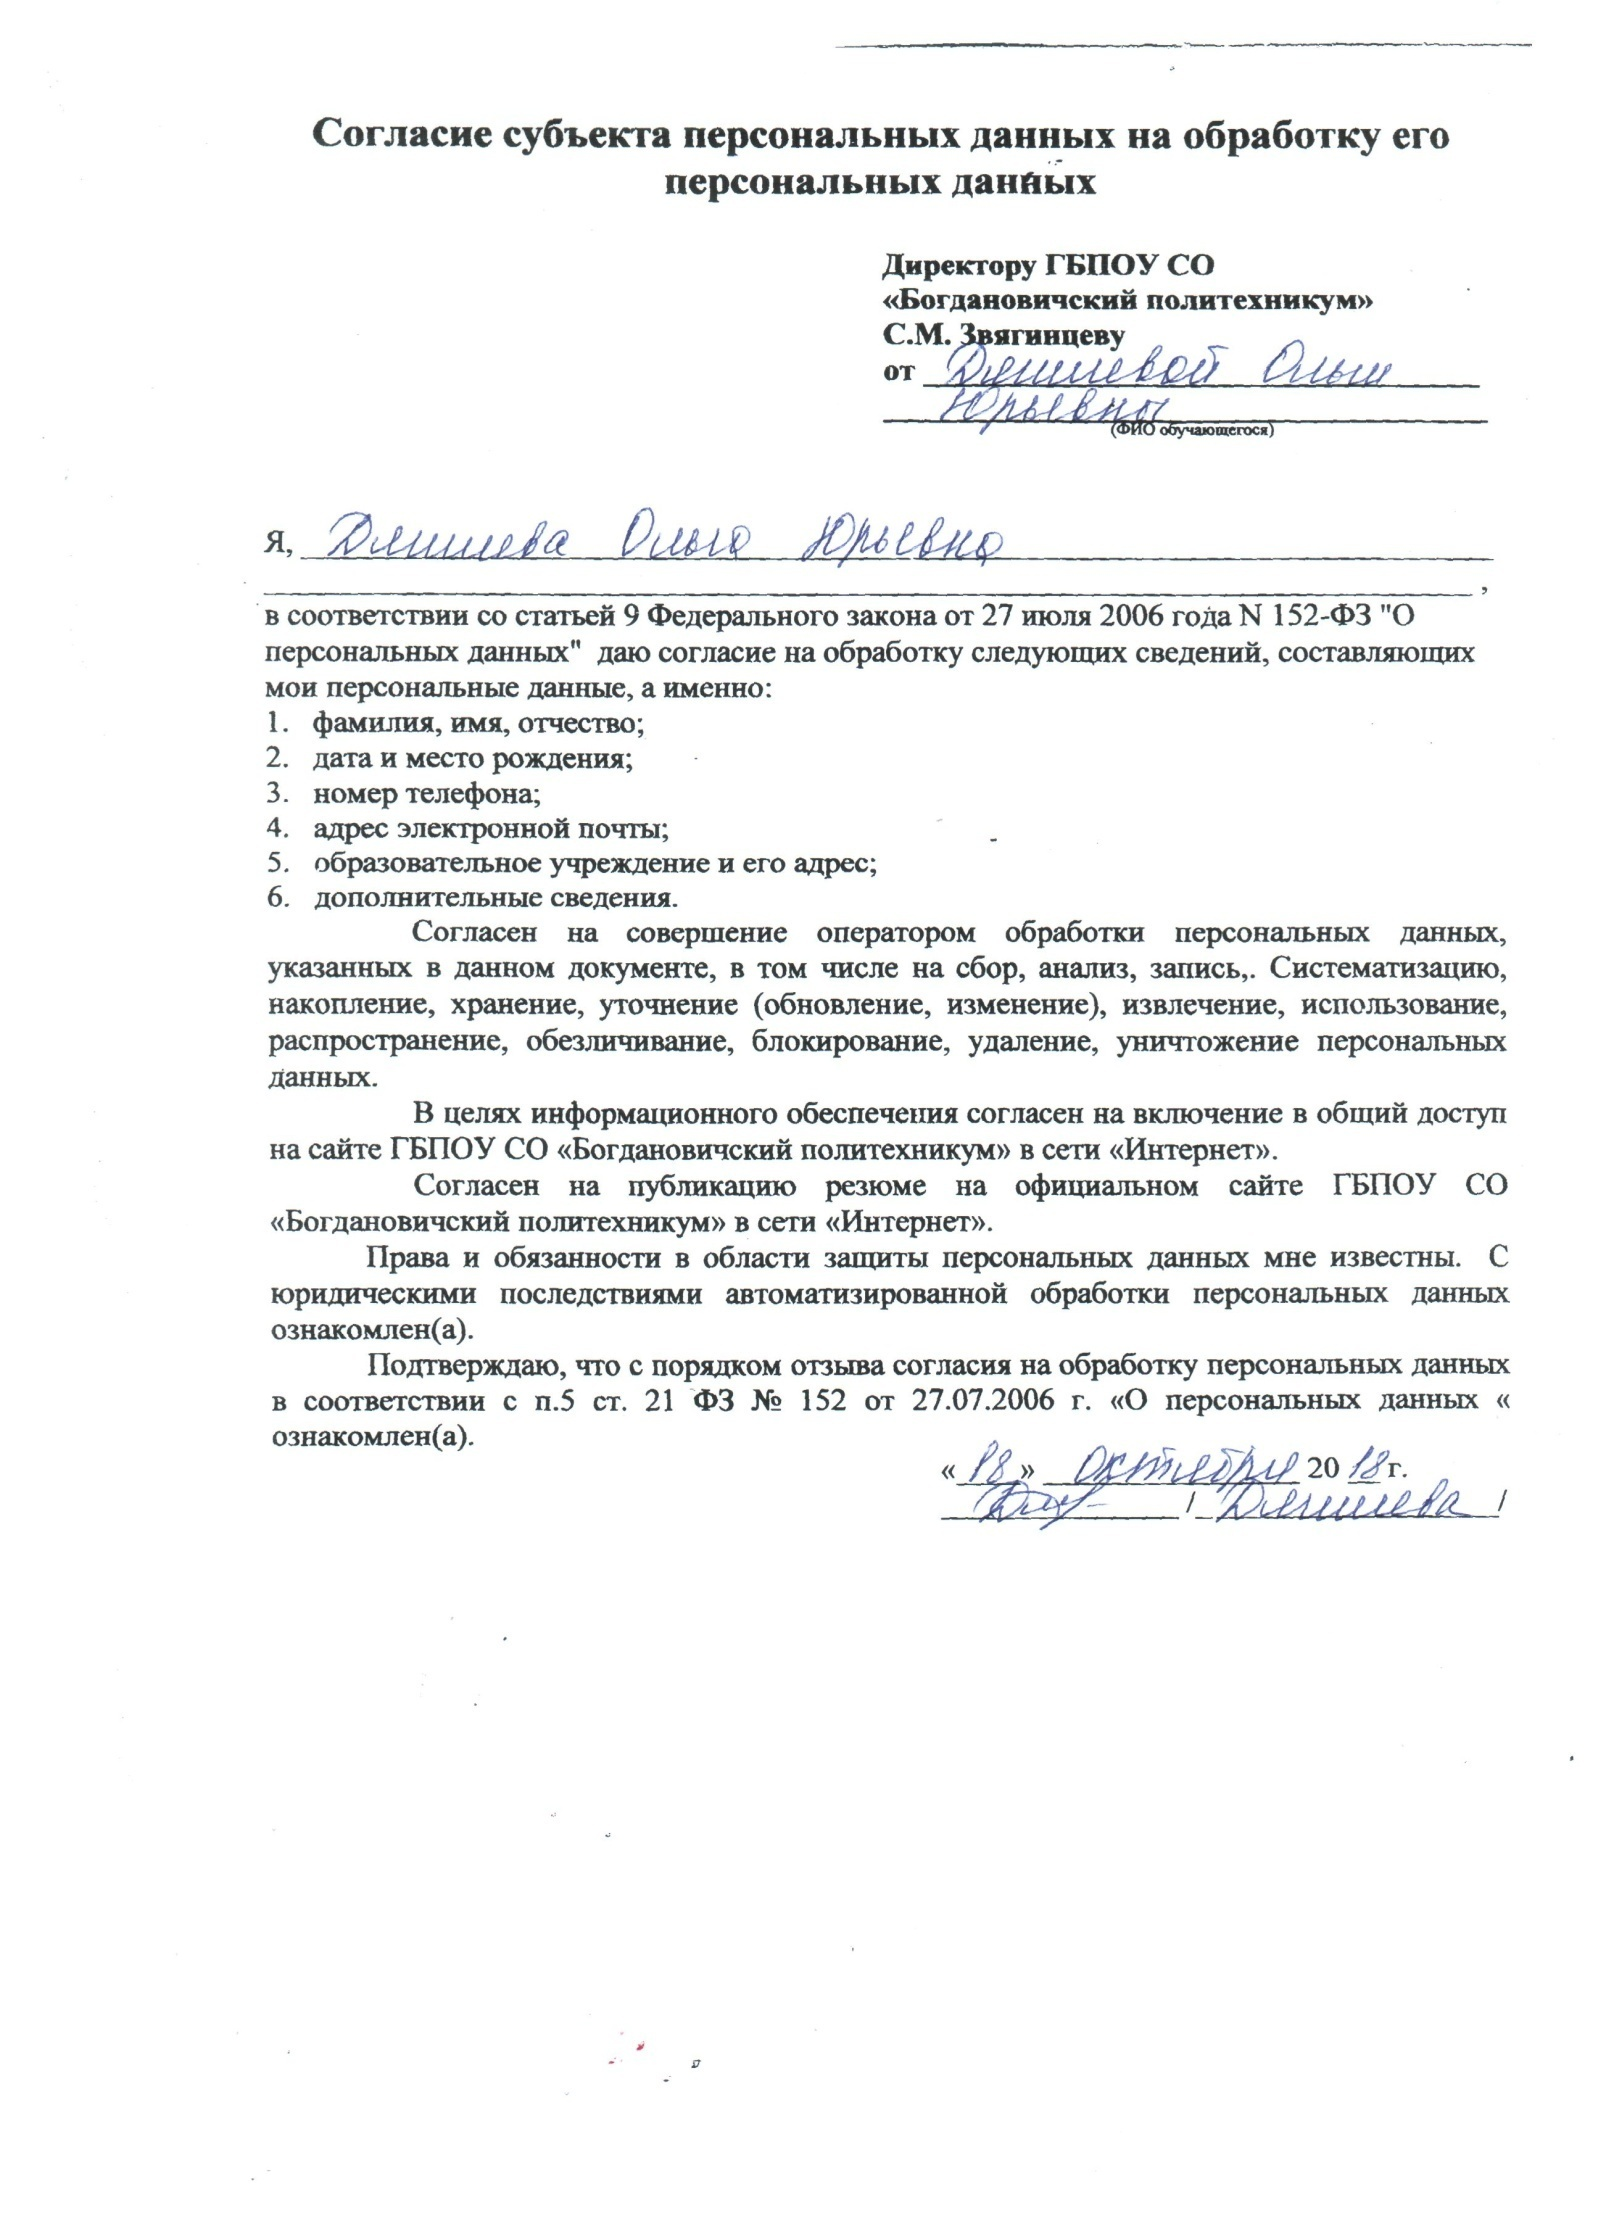 Согласие субъекта персональных данных на обработку его
персональных данных
Директору ГБПОУ СО
«Богдановичский политехникум»
С.М. Звягинцеву
от Ольги
Юрьевны
(ФИО обучающегося)
Я, Ольга Юрьевна
,
в соответствии со статьей 9 Федерального закона от 27 июля 2006 года N 152-ФЗ "О
персональных данных" даю согласие на обработку следующих сведений, составляющих
мои персональные данные, а именно:
1. фамилия, имя, отчество;
2. дата и место рождения;
3. номер телефона;
4. адрес электронной почты;
5. образовательное учреждение и его адрес;
6. дополнительные сведения.
Согласен на совершение оператором обработки персональных данных,
указанных в данном документе, в том числе на сбор, анализ, запись,. Систематизацию,
накопление, хранение, уточнение (обновление, изменение), извлечение, использование,
распространение, обезличивание, блокирование, удаление, уничтожение персональных
данных.
В целях информационного обеспечения согласен на включение в общий доступ
на сайте ГБПОУ СО «Богдановичский политехникум» в сети «Интернет».
Согласен на публикацию резюме на официальном сайте ГБПОУ СО
«Богдановичский политехникум» в сети «Интернет».
Права и обязанности в области защиты персональных данных мне известны. С
юридическими последствиями автоматизированной обработки персональных данных
ознакомлен(а).
Подтверждаю, что с порядком отзыва согласия на обработку персональных данных
в соответствии с п.5 ст. 21 ФЗ № 152 от 27.07.2006 г. «О персональных данных «
ознакомлен(а).
«18» октября 20 18 г.
/ /